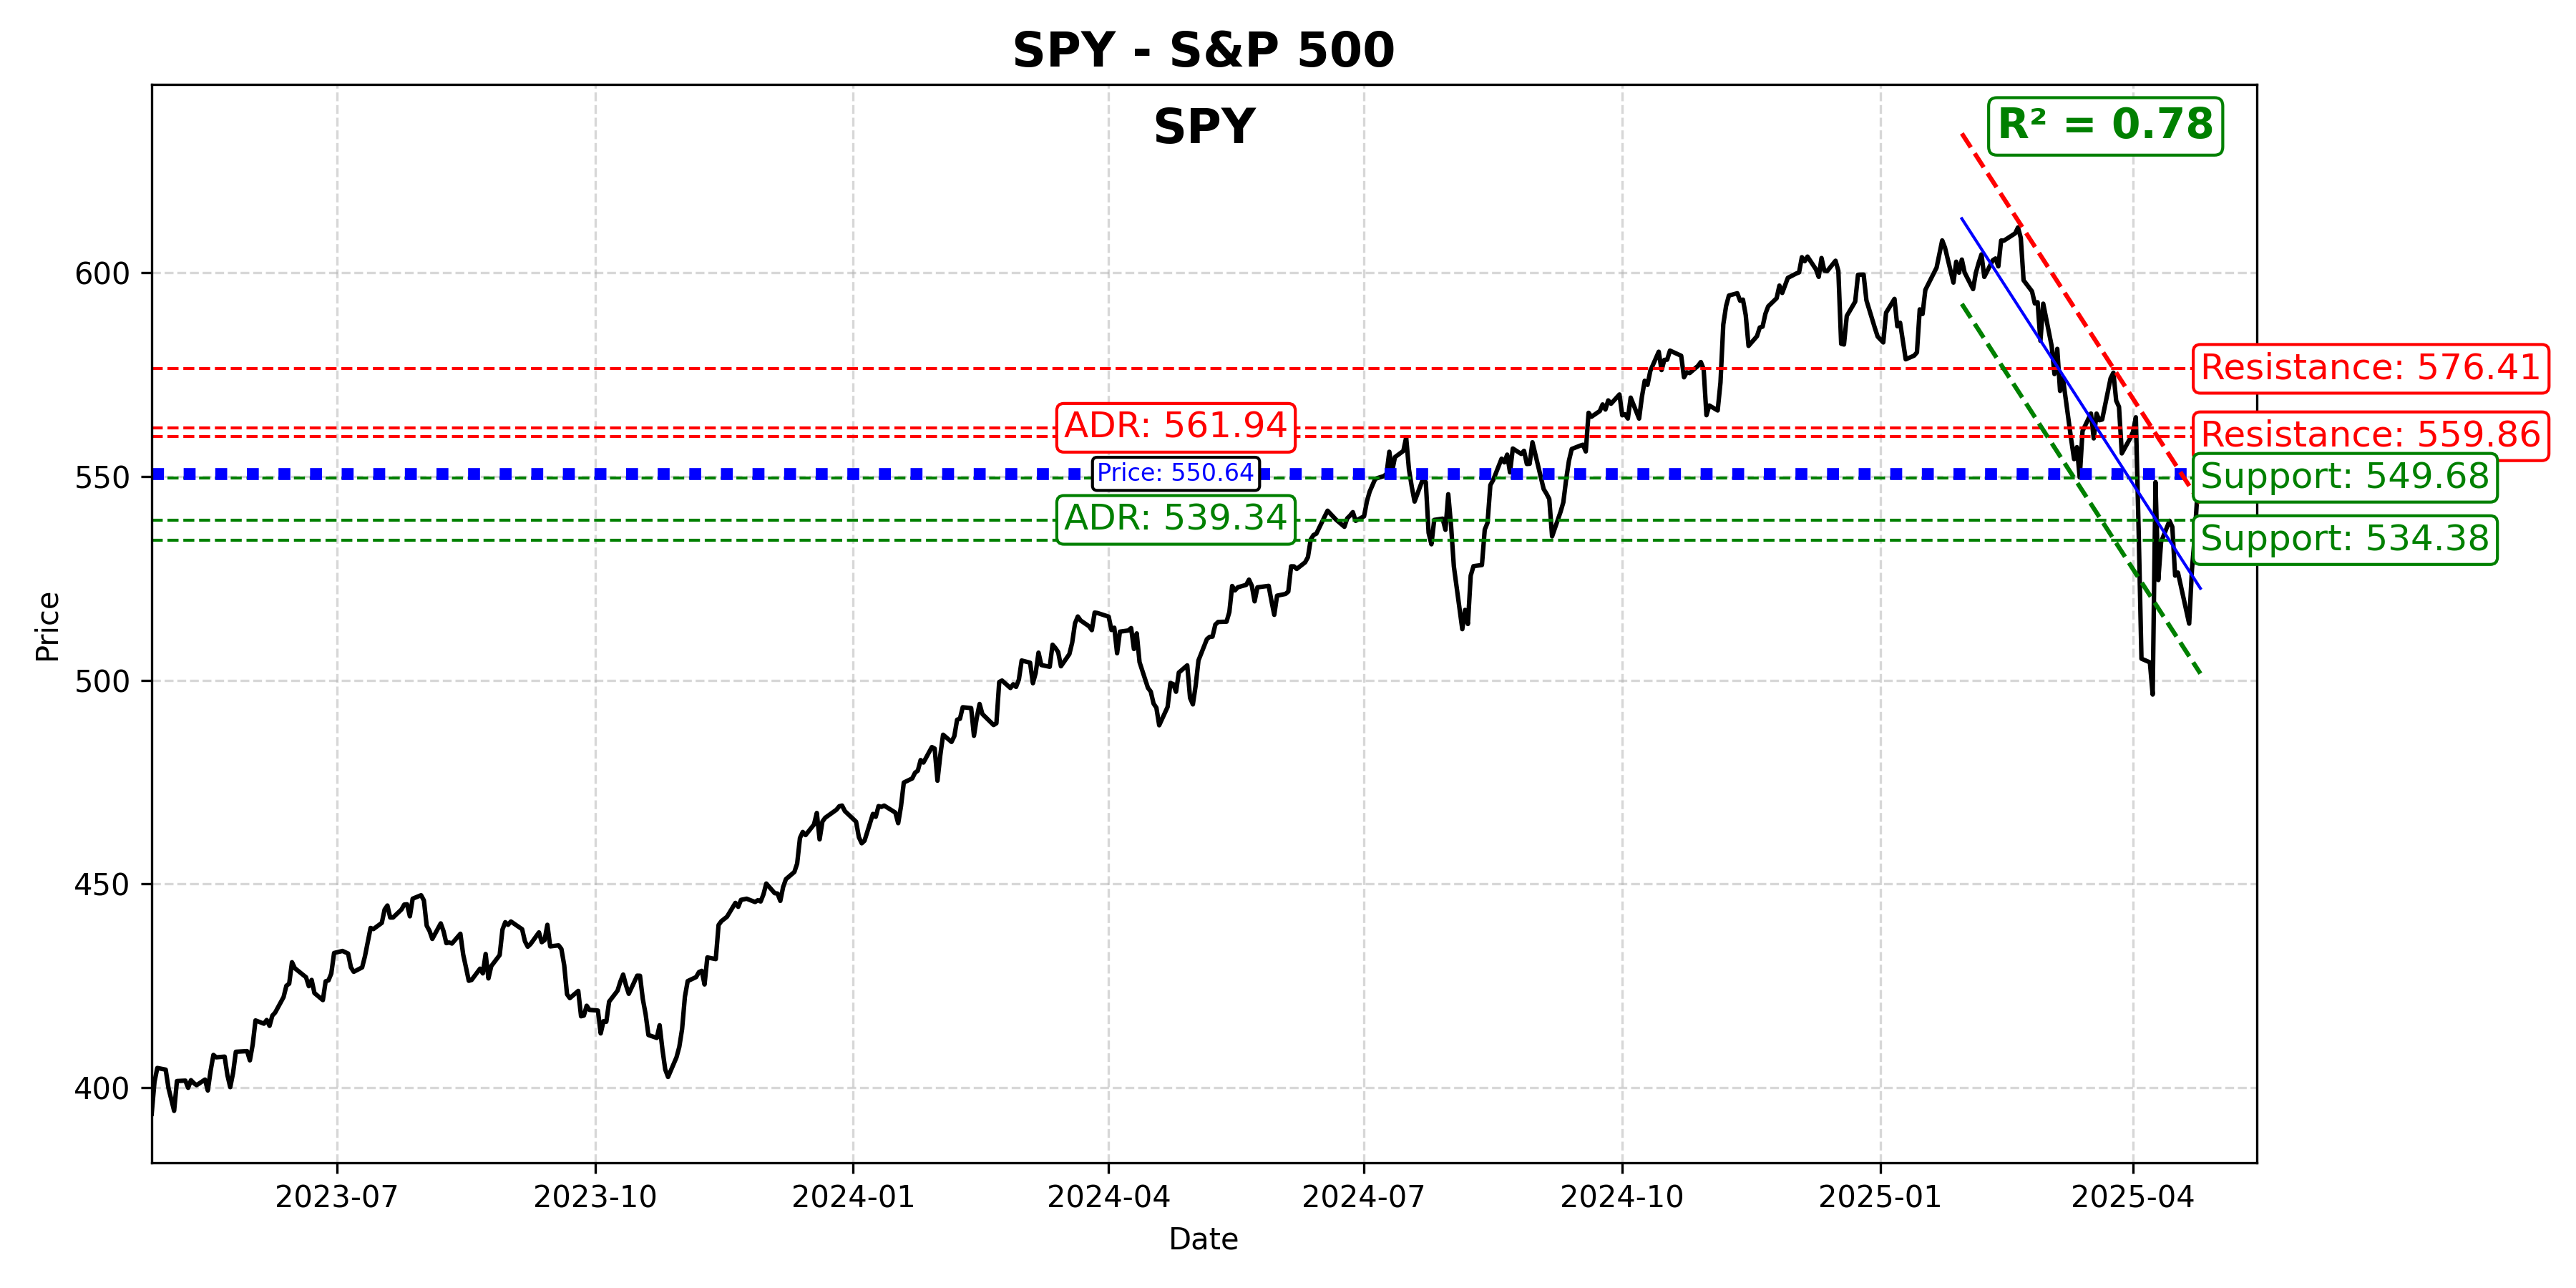 SPY - S&P 500
SPY
R² = 0.78
Resistance: 576.41
ADR: 561.94
Resistance: 559.86
Price: 550.64
Support: 549.68
ADR: 539.34
Support: 534.38
600
550
500
450
400
Price
2023-07 2023-10 2024-01 2024-04 2024-07 2024-10 2025-01 2025-04
Date